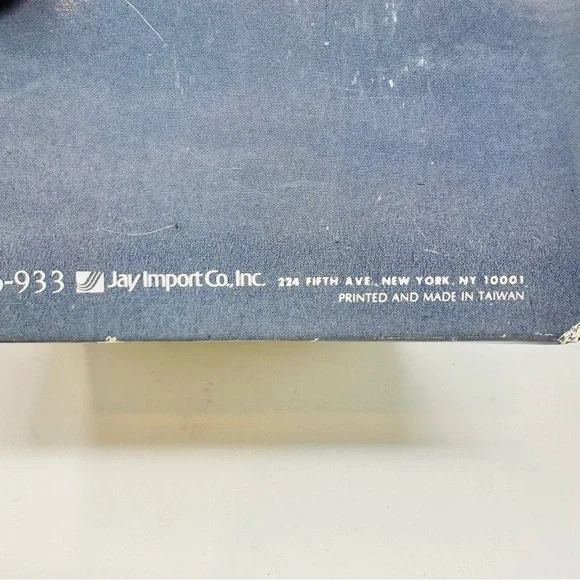 -933 Jay Import Co., Inc. 224 FIFTH AVE., NEW YORK, NY 10001
PRINTED AND MADE IN TAIWAN